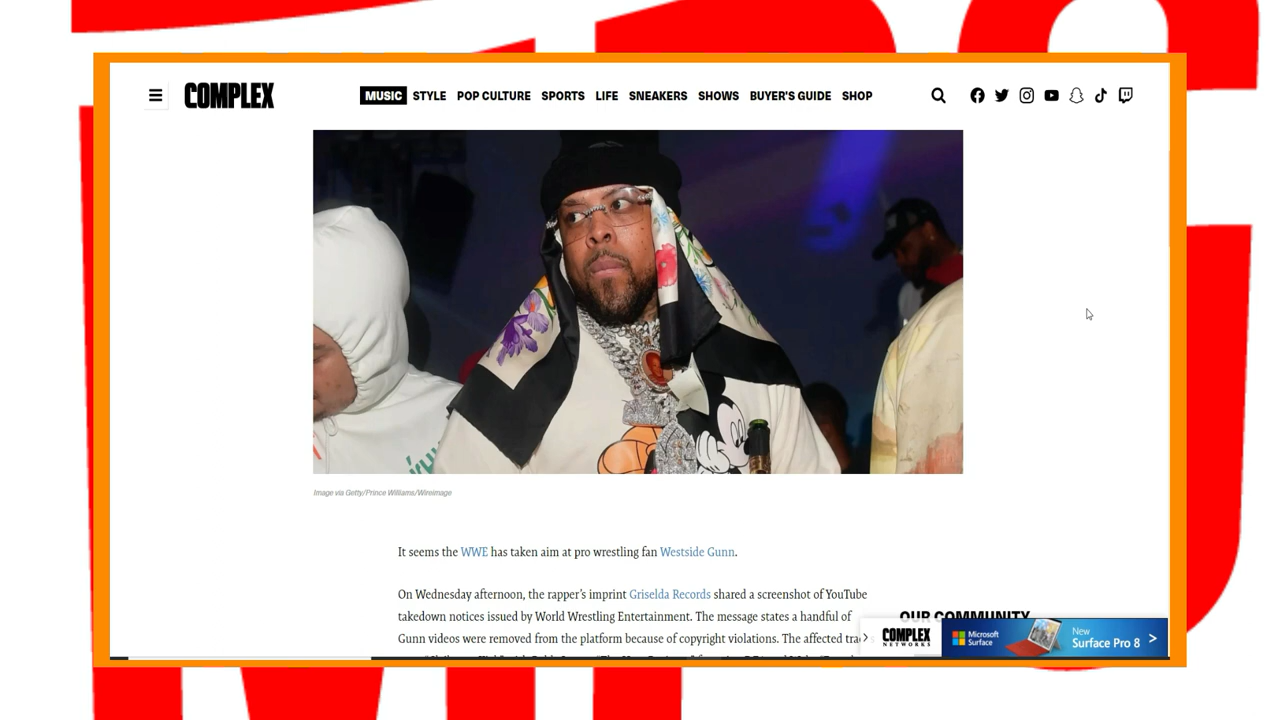 COMPLEX
MUSIC STYLE POP CULTURE SPORTS LIFE SNEAKERS SHOWS BUYER'S GUIDE SHOP
Image via Getty/Prince Williams/Wireimage
It seems the WWE has taken aim at pro wrestling fan Westside Gunn.
On Wednesday afternoon, the rapper's imprint Griselda Records shared a screenshot of YouTube
takedown notices issued by World Wrestling Entertainment. The message states a handful of
Gunn videos were removed from the platform because of copyright violations. The affected
OUR COMMUNITY
COMPLEX
NETWORKS
Microsoft
Surface
New
Surface Pro 8